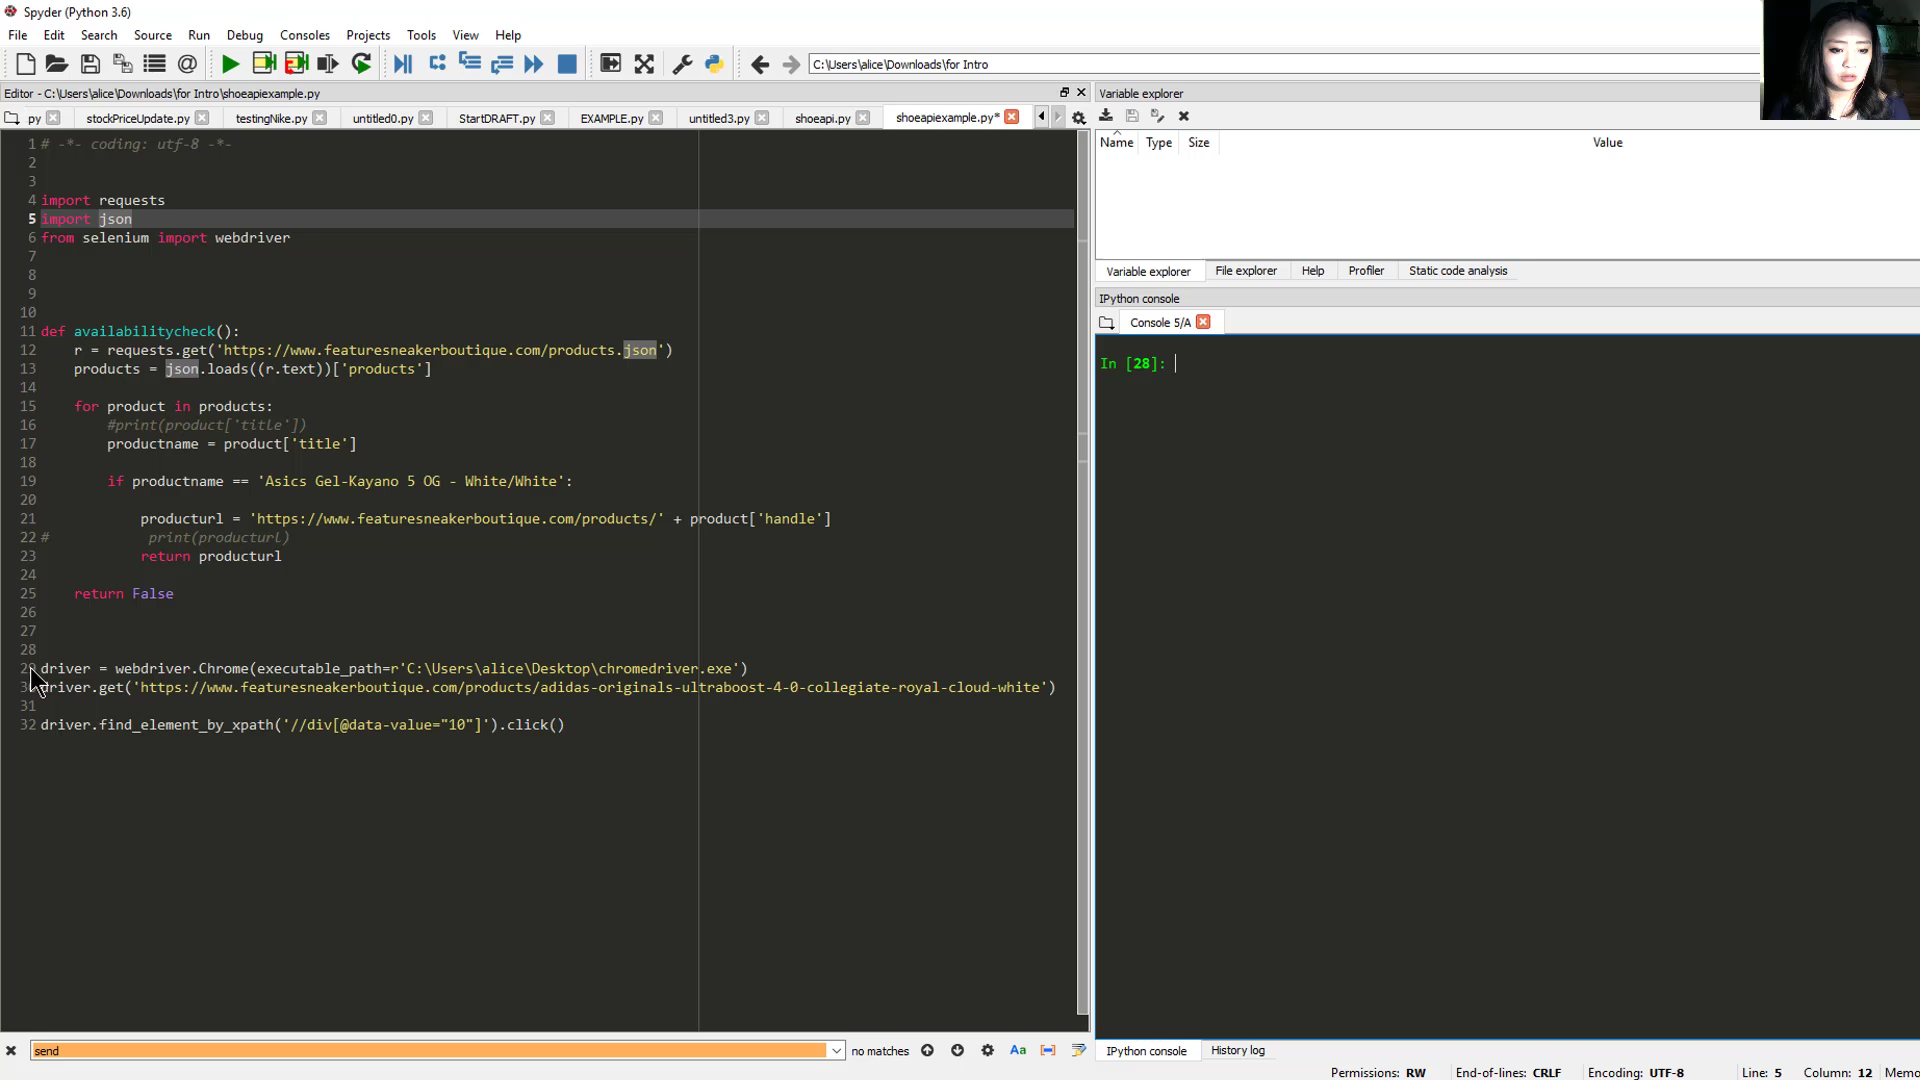 Spyder (Python 3.6)
File Edit Search Source Run Debug Consoles Projects Tools View Help
C:\Users\alice\Downloads\for Intro
Editor - C:\Users\alice\Downloads\for Intro\shoeapiexample.py
Variable explorer
py stockPriceUpdate.py testingNike.py untitled0.py StartDRAFT.py EXAMPLE.py untitled3.py shoeapi.py shoeapiexample.py*
Name Type Size Value
1 # -*- coding: utf-8 -*-
2
3
4 import requests
5 import json
6 from selenium import webdriver
7
8
9
10
11 def availabilitycheck():
12 r = requests.get('https://www.featuresneakerboutique.com/products.json')
13 products = json.loads((r.text))['products']
14
15 for product in products:
16 #print(product['title'])
17 productname = product['title']
18
19 if productname == 'Asics Gel-Kayano 5 OG - White/White':
20
21 producturl = 'https://www.featuresneakerboutique.com/products/' + product['handle']
22 # print(producturl)
23 return producturl
24
25 return False
26
27
28
29 driver = webdriver.Chrome(executable_path=r'C:\Users\alice\Desktop\chromedriver.exe')
30 driver.get('https://www.featuresneakerboutique.com/products/adidas-originals-ultraboost-4-0-collegiate-royal-cloud-white')
31
32 driver.find_element_by_xpath('//div[@data-value="10"]').click()
Variable explorer File explorer Help Profiler Static code analysis
IPython console
Console 5/A
In [28]:
send no matches Aa
IPython console History log
Permissions: RW End-of-lines: CRLF Encoding: UTF-8 Line: 5 Column: 12 Memo